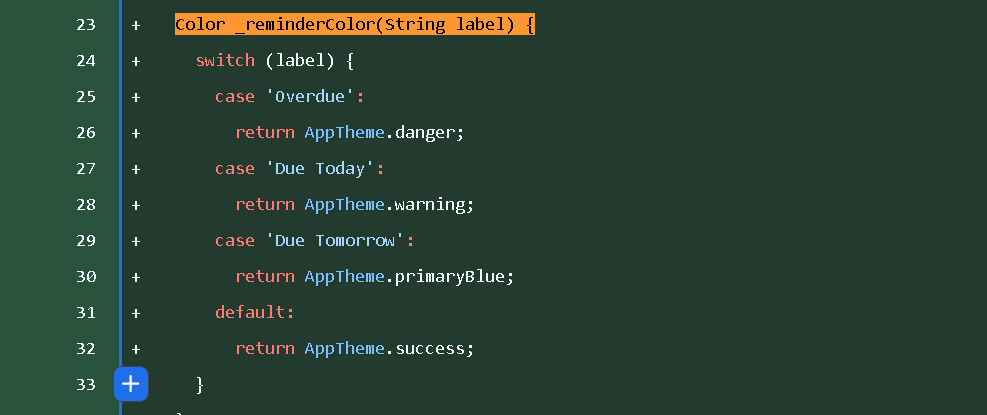 23 + Color _reminderColor(String label) {
24 + switch (label) {
25 + case 'Overdue':
26 + return AppTheme.danger;
27 + case 'Due Today':
28 + return AppTheme.warning;
29 + case 'Due Tomorrow':
30 + return AppTheme.primaryBlue;
31 + default:
32 + return AppTheme.success;
33 + }